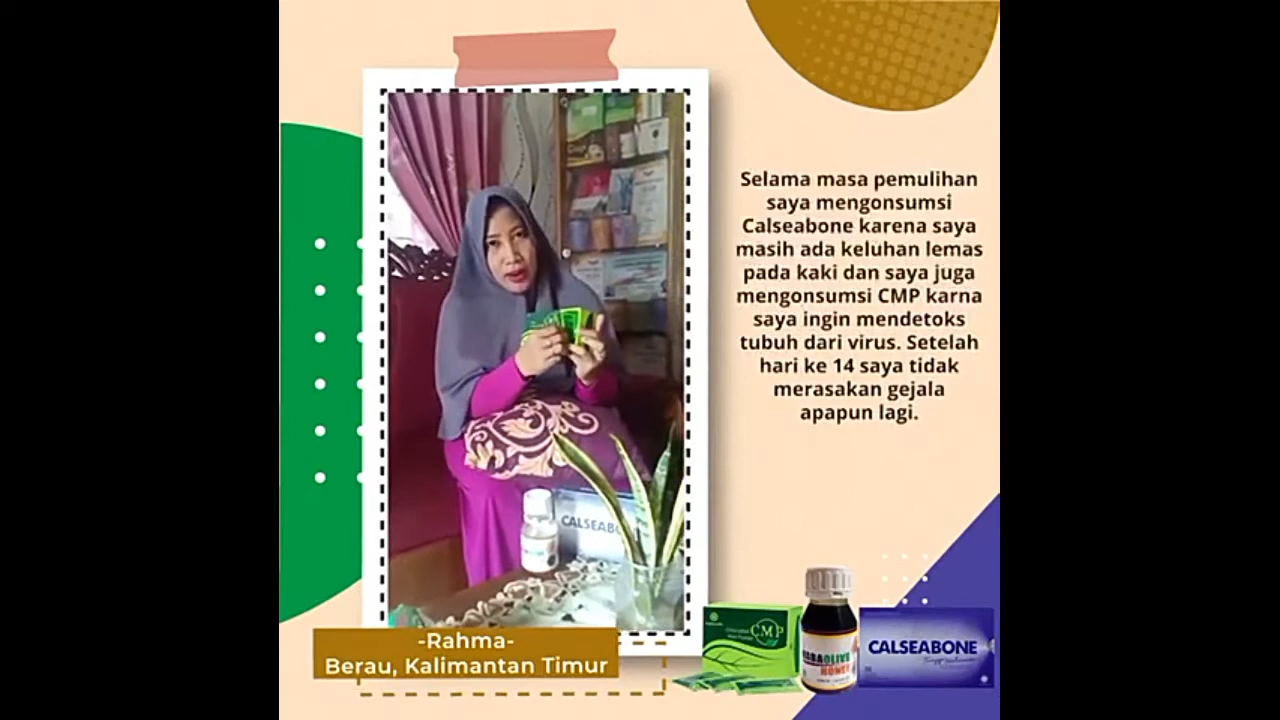 Selama masa pemulihan
saya mengonsumsi
Calseabone karena saya
masih ada keluhan lemas
pada kaki dan saya juga
mengonsumsi CMP karna
saya ingin mendetoks
tubuh dari virus. Setelah
hari ke 14 saya tidak
merasakan gejala
apapun lagi.
CALSEABO
-Rahma-
Berau, Kalimantan Timur
CMP
HONEY
CALSEABONE